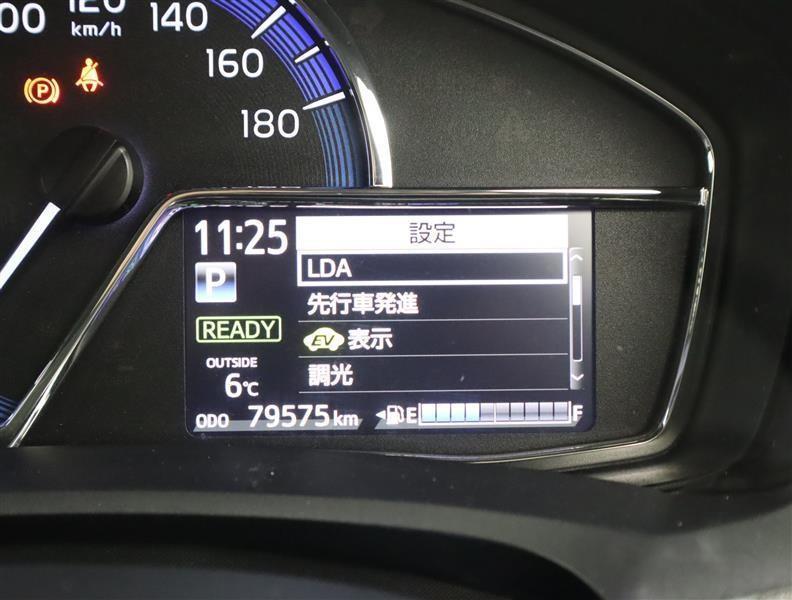 120
km/h
140
160
180
P
11:25
設定
P
LDA
先行車発進
READY
EV 表示
OUTSIDE
6℃
調光
ODO 79575 km
E F